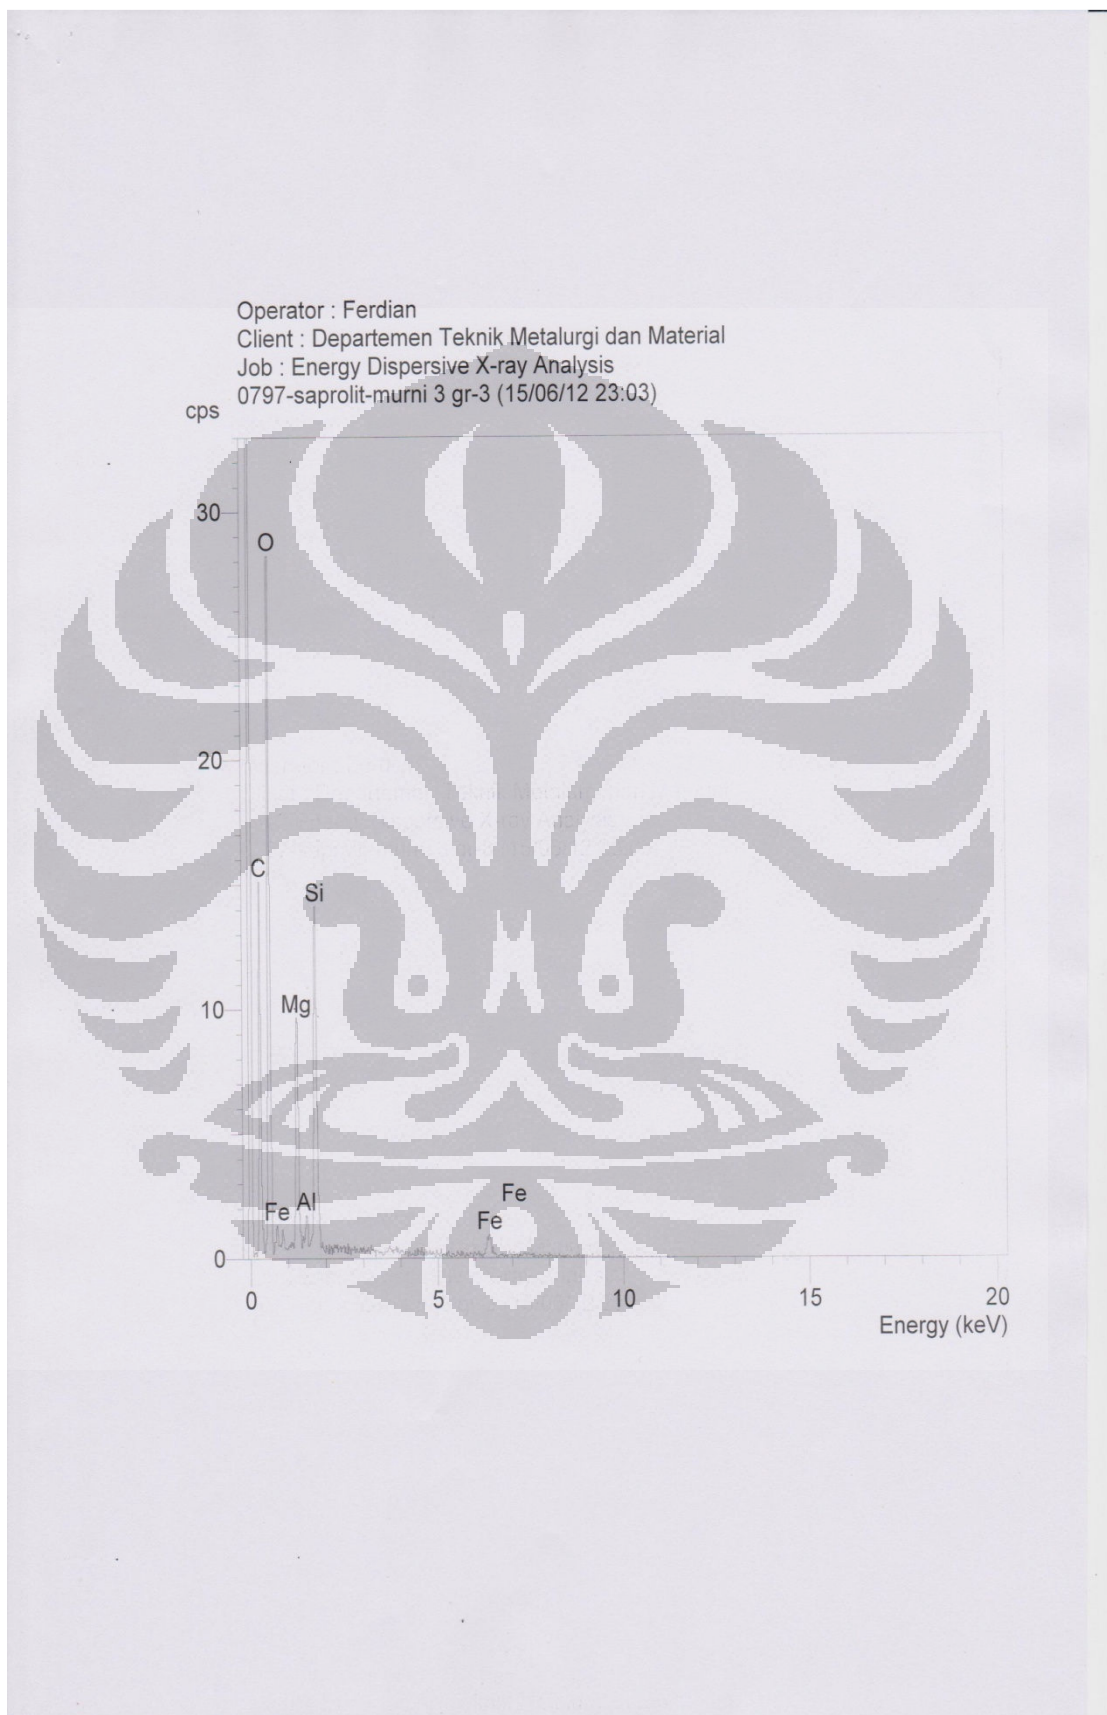 Operator : Ferdian
Client : Departemen Teknik Metalurgi dan Material
Job : Energy Dispersive X-ray Analysis
0797-saprolit-murni 3 gr-3 (15/06/12 23:03)
cps
30
O
20
C
Si
Mg
10
Al
Fe
Fe
Fe
0
0 5 10 15 20
Energy (keV)